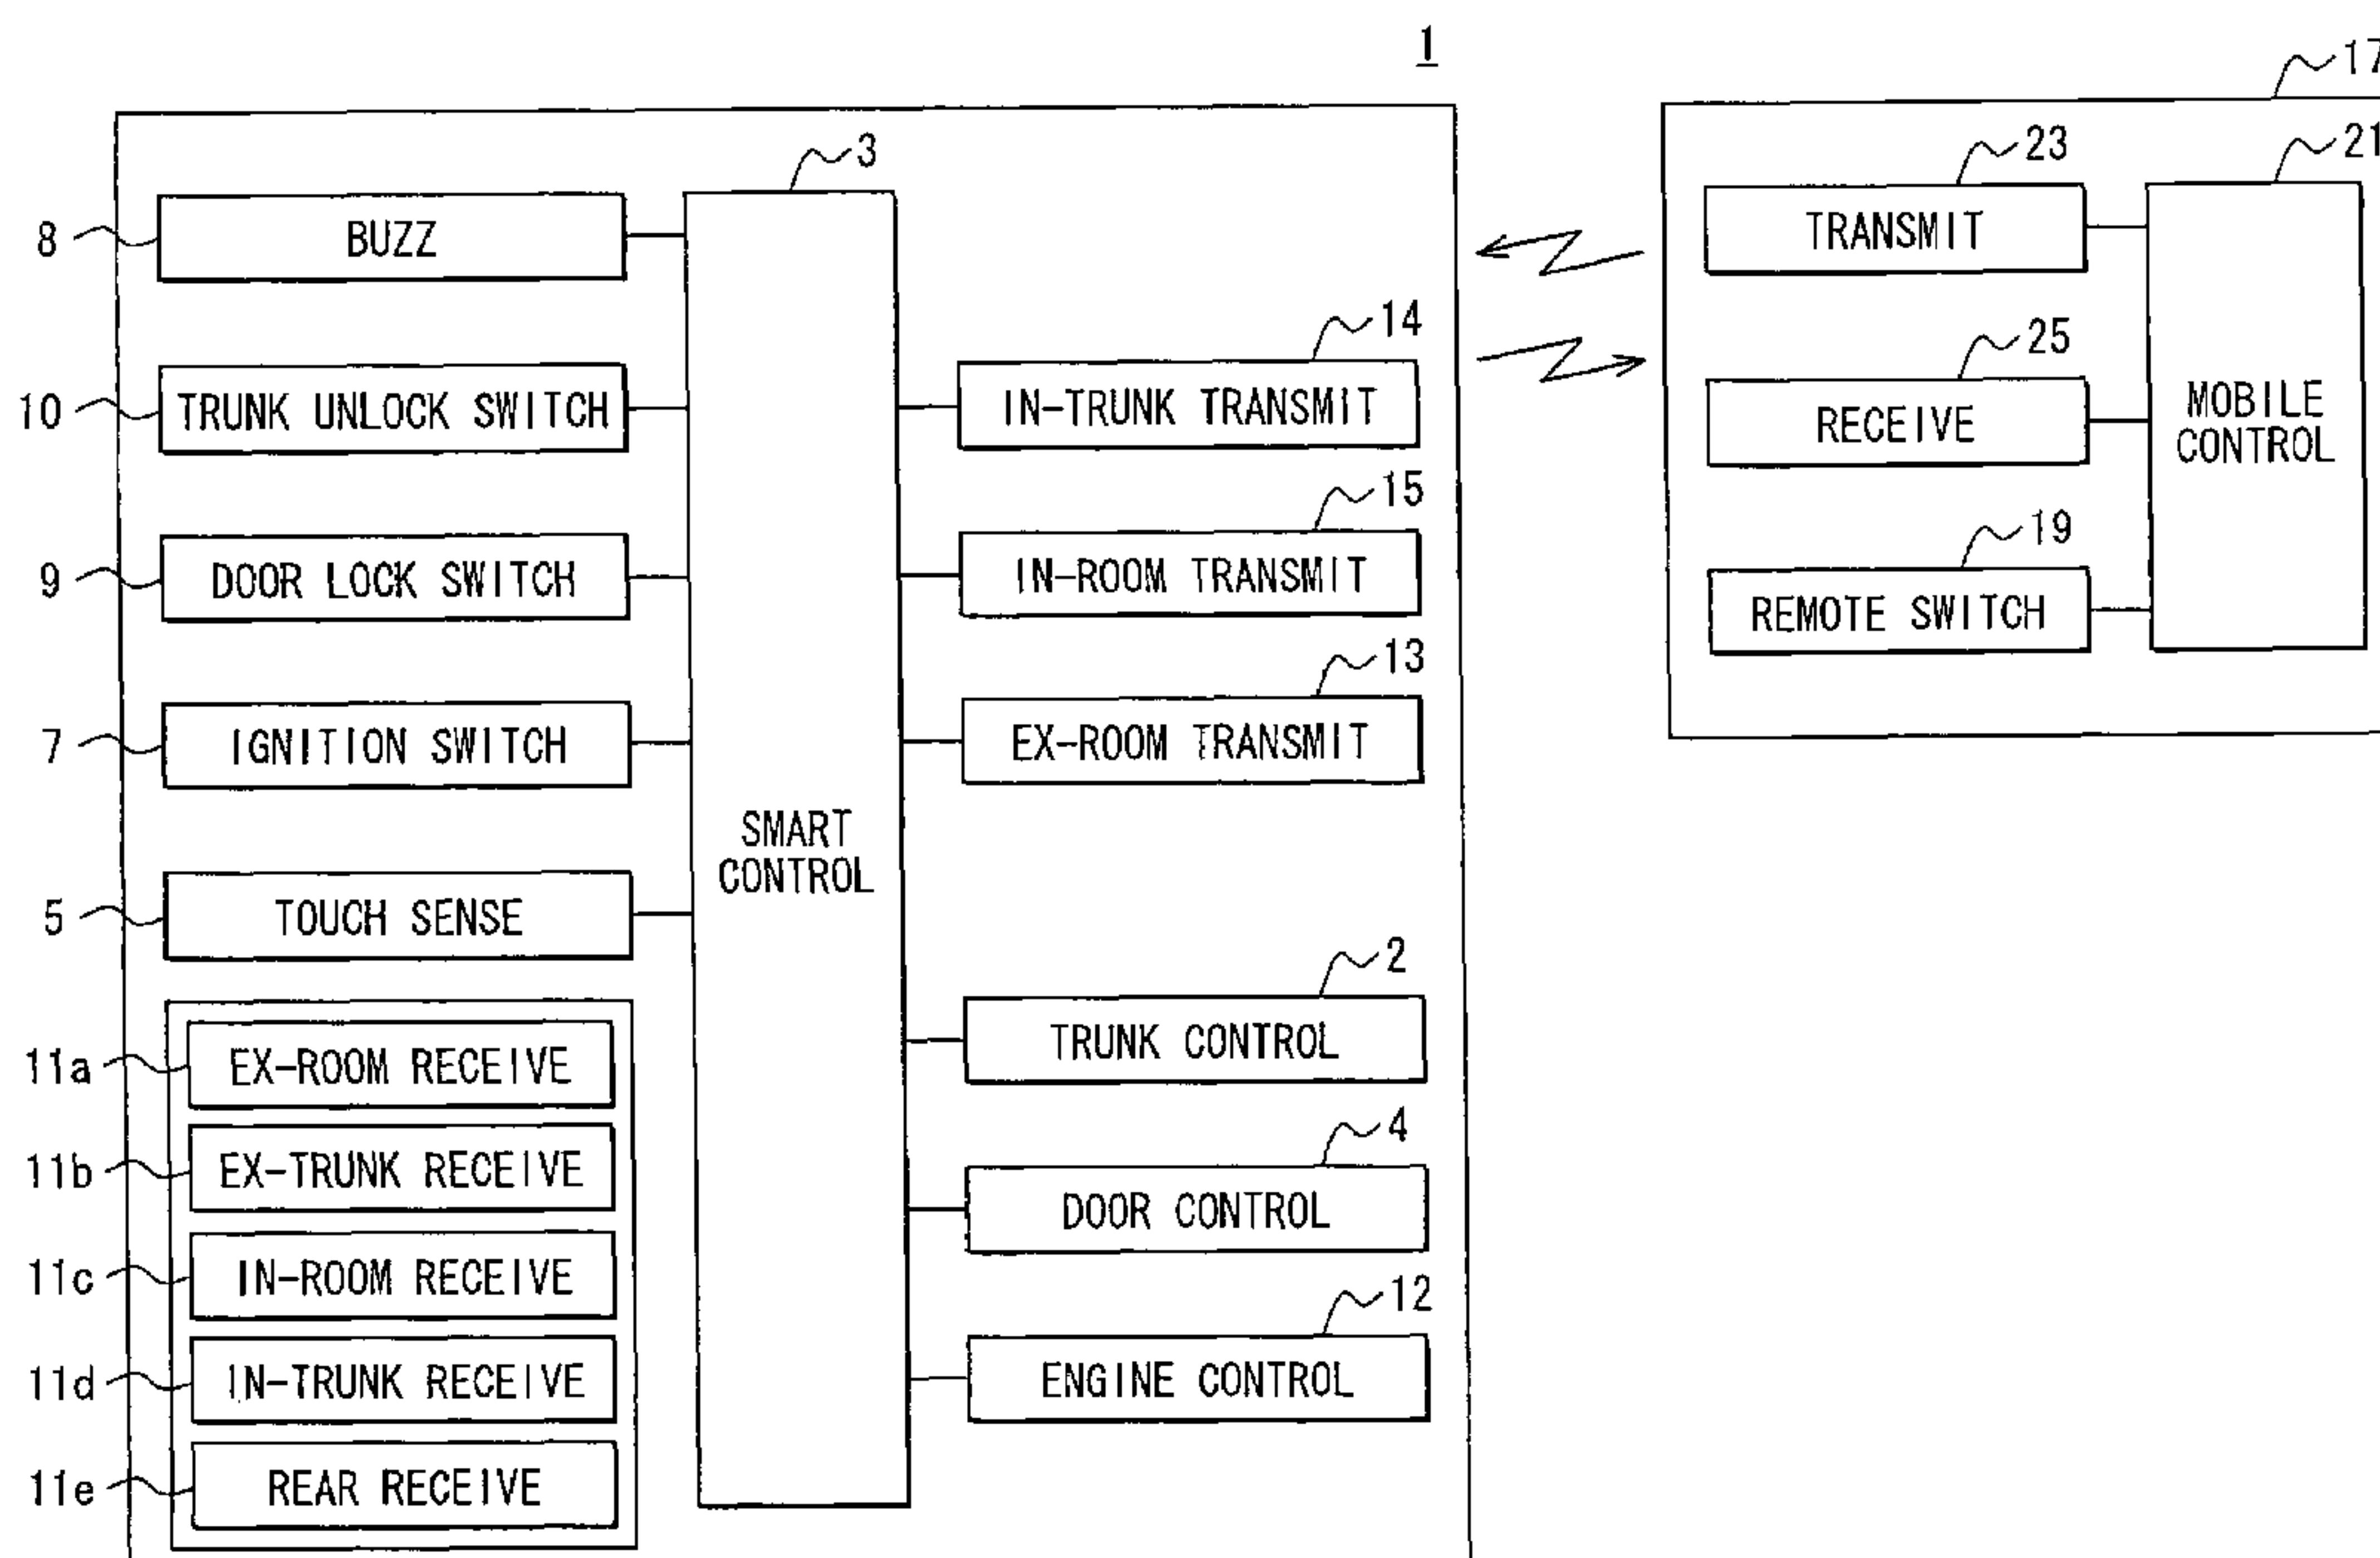 1
17
3
23
21
8
BUZZ
TRANSMIT
14
25
10
TRUNK UNLOCK SWITCH
IN-TRUNK TRANSMIT
RECEIVE
MOBILE
CONTROL
15
19
9
DOOR LOCK SWITCH
IN-ROOM TRANSMIT
REMOTE SWITCH
13
7
IGNITION SWITCH
EX-ROOM TRANSMIT
SMART
CONTROL
5
TOUCH SENSE
2
11a
EX-ROOM RECEIVE
TRUNK CONTROL
4
11b
EX-TRUNK RECEIVE
DOOR CONTROL
11c
IN-ROOM RECEIVE
12
11d
IN-TRUNK RECEIVE
ENGINE CONTROL
11e
REAR RECEIVE